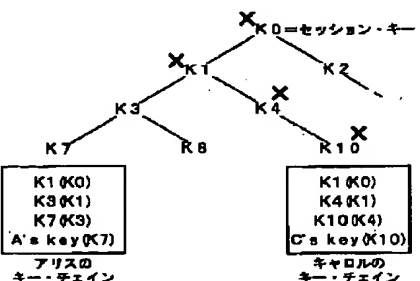 ×K0=セッション・キー
×K1 K2
K3 K4×
K7 K8 K10×
K1(K0)
K3(K1)
K7(K3)
A's key(K7)
アリスの
キー・チェイン
K1(K0)
K4(K1)
K10(K4)
C's key(K10)
キャロルの
キー・チェイン